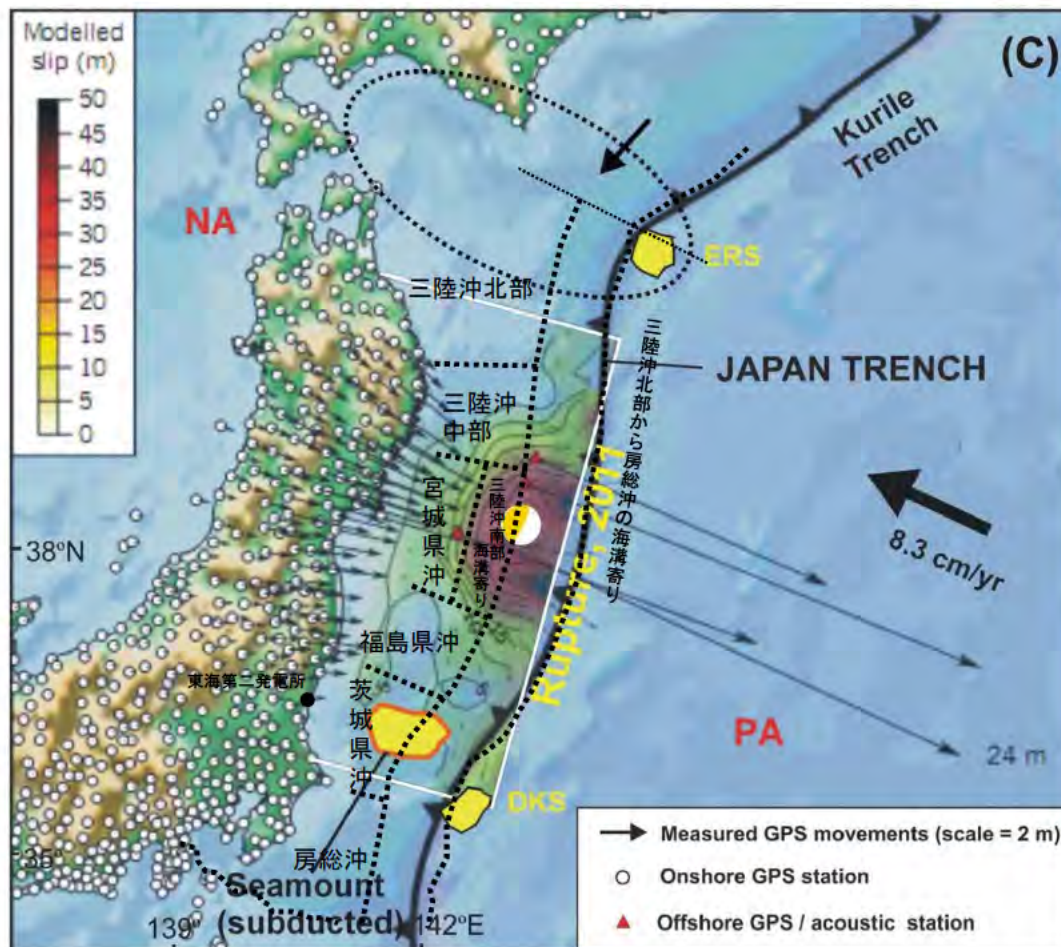 Modelled
slip (m)
50
45
40
35
30
25
20
15
10
5
0
(C)
Kurile
Trench
NA
ERS
三陸沖北部
JAPAN TRENCH
三陸沖
中部
三陸沖北部から房総沖の海溝寄り
宮城県沖
三陸沖南部
海溝寄り
Rupture, 2011
38°N
8.3 cm/yr
福島県沖
東海第二発電所
茨城県沖
PA
24 m
DKS
房総沖
35°
Seamount
(subducted)
139°
142°E
Measured GPS movements (scale = 2 m)
Onshore GPS station
Offshore GPS / acoustic station